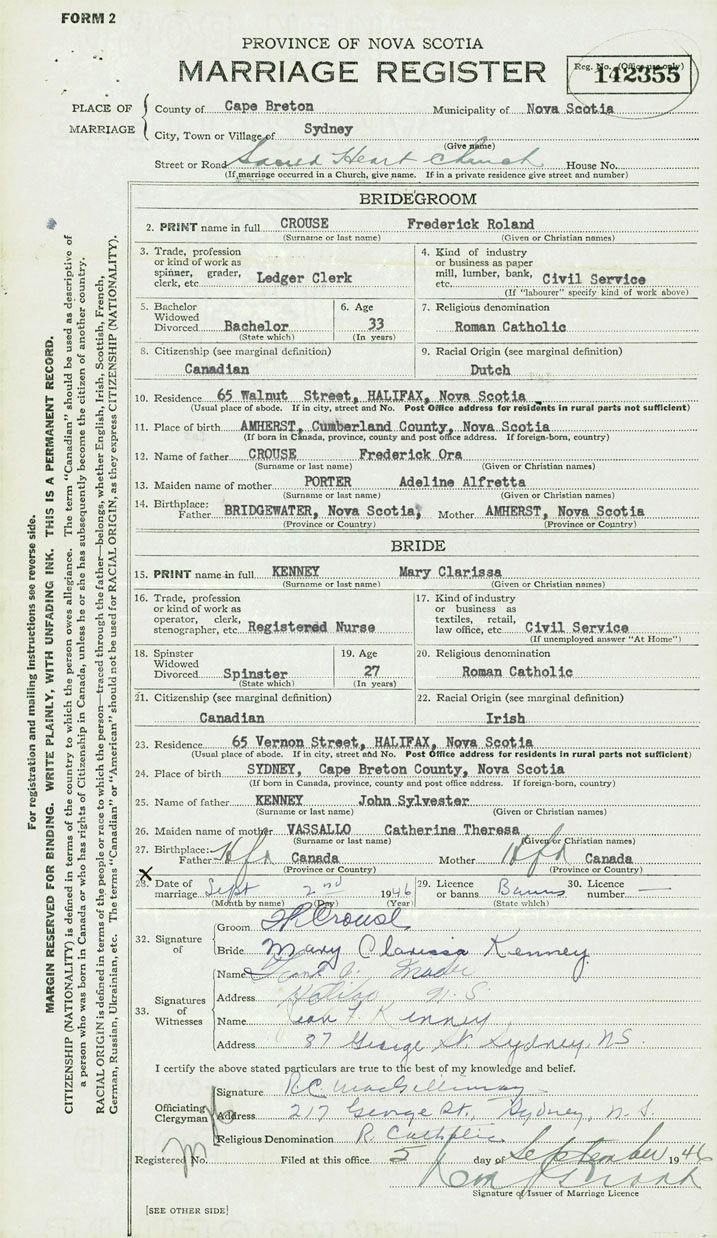 FORM 2
PROVINCE OF NOVA SCOTIA
MARRIAGE REGISTER
Reg. No. (Office use only)
142355
PLACE OF MARRIAGE
County of Cape Breton Municipality of Nova Scotia
City, Town or Village of Sydney
(Give name)
Street or Road Sacred Heart Church House No.
(If marriage occurred in a Church, give name. If in a private residence give street and number)
BRIDEGROOM
2. PRINT name in full CROUSE Frederick Roland
(Surname or last name) (Given or Christian names)
3. Trade, profession or kind of work as spinner, grader, clerk, etc. Ledger Clerk
4. Kind of industry or business as paper mill, lumber, bank, etc. Civil Service
(If "labourer" specify kind of work above)
5. Bachelor Widowed Divorced Bachelor
(State which)
6. Age 33
(In years)
7. Religious denomination
Roman Catholic
8. Citizenship (see marginal definition)
Canadian
9. Racial Origin (see marginal definition)
Dutch
10. Residence 65 Walnut Street, HALIFAX, Nova Scotia
(Usual place of abode. If in city, street and No. Post Office address for residents in rural parts not sufficient)
11. Place of birth AMHERST, Cumberland County, Nova Scotia
(If born in Canada, province, county and post office address. If foreign-born, country)
12. Name of father CROUSE Frederick Ora
(Surname or last name) (Given or Christian names)
13. Maiden name of mother PORTER Adeline Alfretta
(Surname or last name) (Given or Christian names)
14. Birthplace: Father BRIDGEWATER, Nova Scotia, Mother AMHERST, Nova Scotia
(Province or Country) (Province or Country)
BRIDE
15. PRINT name in full KENNEY Mary Clarissa
(Surname or last name) (Given or Christian names)
16. Trade, profession or kind of work as operator, clerk, stenographer, etc. Registered Nurse
17. Kind of industry or business as textiles, retail, law office, etc. Civil Service
(If unemployed answer "At Home")
18. Spinster Widowed Divorced Spinster
(State which)
19. Age 27
(In years)
20. Religious denomination
Roman Catholic
21. Citizenship (see marginal definition)
Canadian
22. Racial Origin (see marginal definition)
Irish
23. Residence 65 Vernon Street, HALIFAX, Nova Scotia
(Usual place of abode. If in city, street and No. Post Office address for residents in rural parts not sufficient)
24. Place of birth SYDNEY, Cape Breton County, Nova Scotia
(If born in Canada, province, county and post office address. If foreign-born, country)
25. Name of father KENNEY John Sylvester
(Surname or last name) (Given or Christian names)
26. Maiden name of mother VASSALLO Catherine Theresa
(Surname or last name) (Given or Christian names)
27. Birthplace: Father Hfx Canada Mother Hfx Canada
(Province or Country) (Province or Country)
X
28. Date of marriage Sept 2nd 1946 29. Licence or banns Banns 30. Licence number —
(Month by name) (Day) (Year) (State which)
32. Signature of
Groom Crouse
Bride Mary Clarissa Kenney
33. Signatures of Witnesses
Name
Address Halifax N.S.
Name Kenney
Address 87 George St Sydney, NS
I certify the above stated particulars are true to the best of my knowledge and belief.
Officiating Clergyman
Signature
Address 217 George St., Sydney, N.S.
Religious Denomination R Catholic
Registered No. Filed at this office 5 day of September 1946
Signature of Issuer of Marriage Licence
[SEE OTHER SIDE]
For registration and mailing instructions see reverse side.
MARGIN RESERVED FOR BINDING. WRITE PLAINLY, WITH UNFADING INK. THIS IS A PERMANENT RECORD.
CITIZENSHIP (NATIONALITY) is defined in terms of the country to which the person owes allegiance. The term "Canadian" should be used as descriptive of
a person who was born in Canada or who has rights of Citizenship in Canada, unless he or she has subsequently become the citizen of another country.
RACIAL ORIGIN is defined in terms of the people or race to which the person—traced through the father—belongs, whether English, Irish, Scottish, French,
German, Russian, Ukrainian, etc. The terms "Canadian" or "American" should not be used for RACIAL ORIGIN, as they express CITIZENSHIP (NATIONALITY).